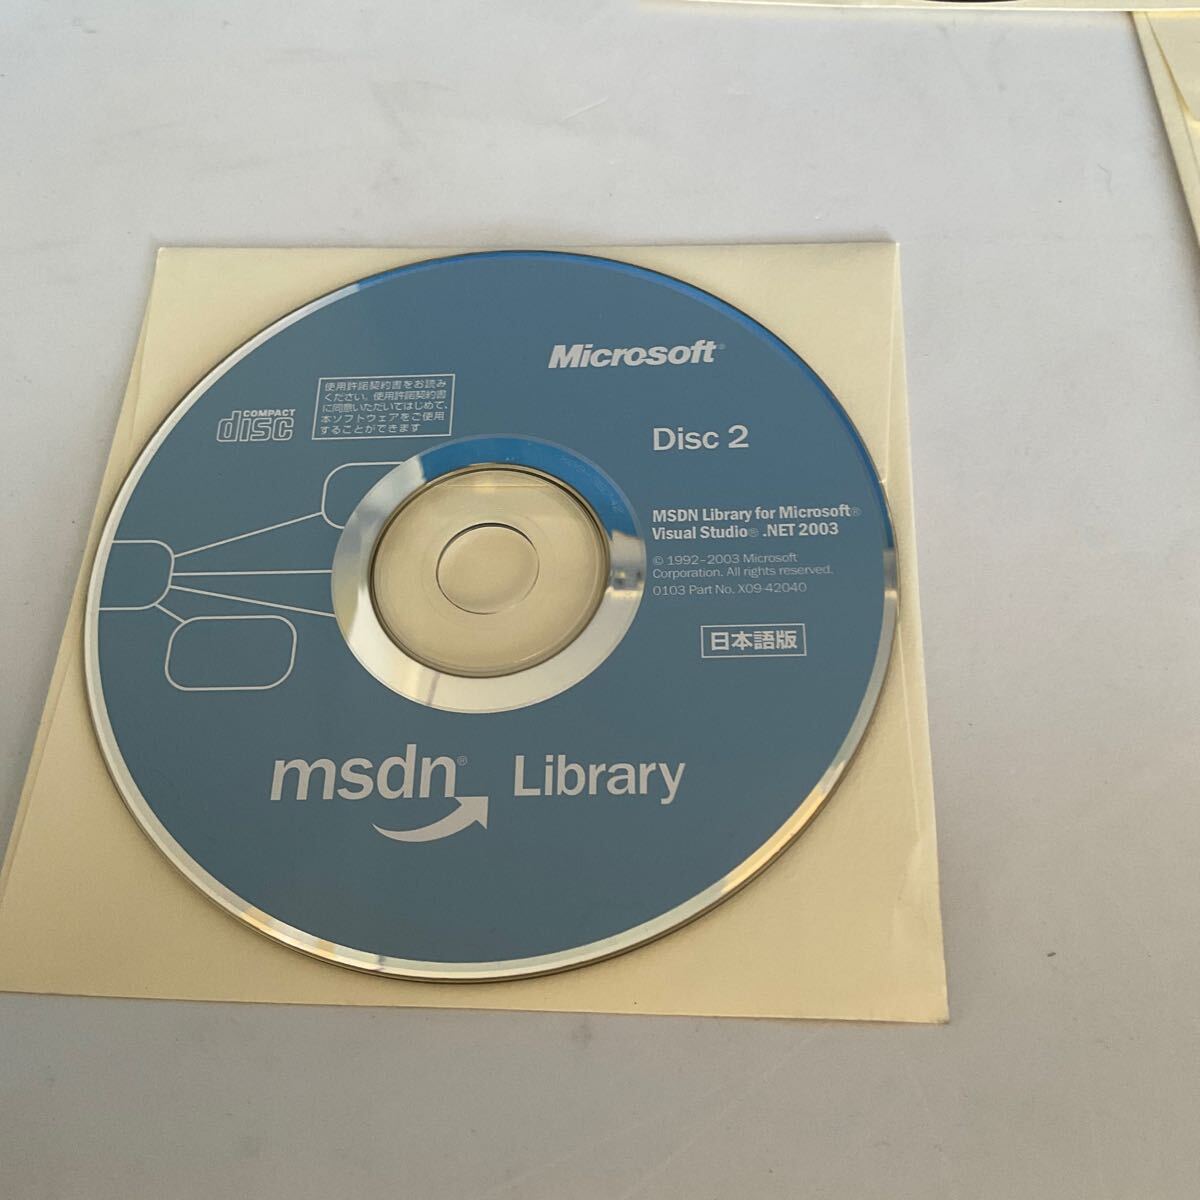 Microsoft®
COMPACT
disc
使用許諾契約書をお読み
ください。使用許諾契約書
に同意いただいてはじめて、
本ソフトウェアをご使用
することができます
Disc 2
MSDN Library for Microsoft®
Visual Studio® .NET 2003
© 1992–2003 Microsoft
Corporation. All rights reserved.
0103 Part No. X09-42040
日本語版
msdn® Library